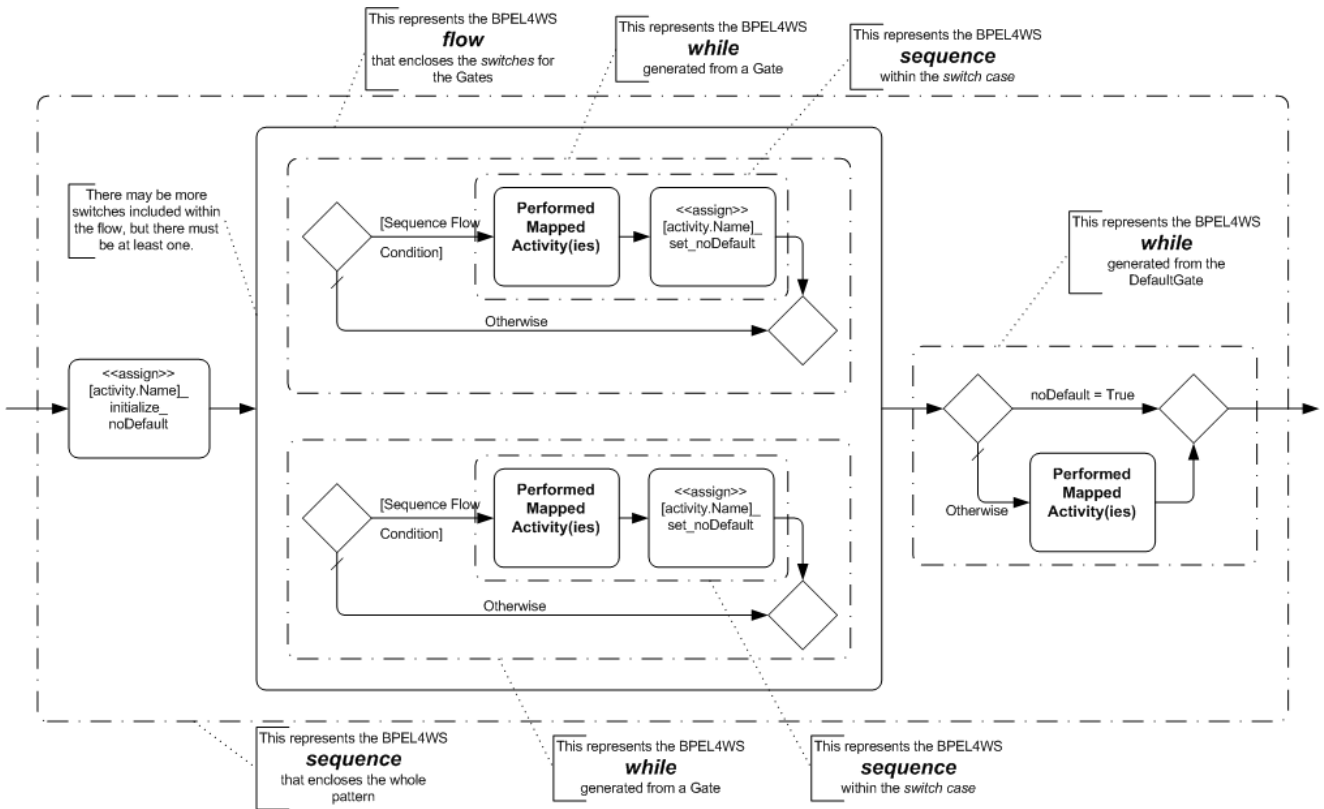 This represents the BPEL4WS
flow
that encloses the switches for
the Gates
This represents the BPEL4WS
while
generated from a Gate
This represents the BPEL4WS
sequence
within the switch case
There may be more
switches included within
the flow, but there must
be at least one.
[Sequence Flow
Condition]
Performed
Mapped
Activity(ies)
<<assign>>
[activity.Name]_
set_noDefault
Otherwise
This represents the BPEL4WS
while
generated from the
DefaultGate
<<assign>>
[activity.Name]_
initialize_
noDefault
noDefault = True
Otherwise
Performed
Mapped
Activity(ies)
[Sequence Flow
Condition]
Performed
Mapped
Activity(ies)
<<assign>>
[activity.Name]_
set_noDefault
Otherwise
This represents the BPEL4WS
sequence
that encloses the whole
pattern
This represents the BPEL4WS
while
generated from a Gate
This represents the BPEL4WS
sequence
within the switch case